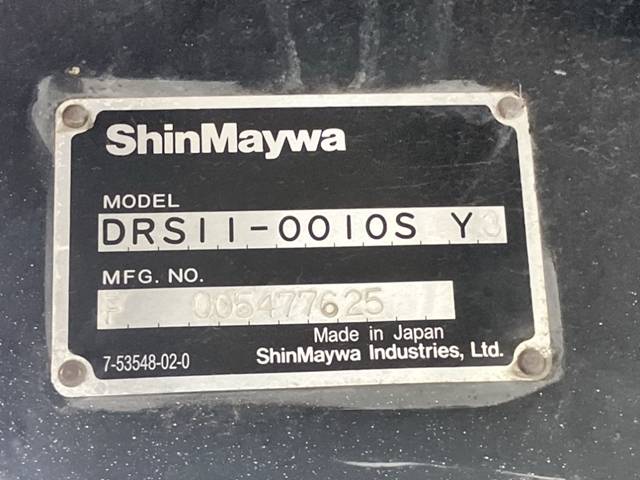 ShinMaywa
MODEL
DRS11-0010S Y3
MFG. NO.
F 005477625
Made in Japan
7-53548-02-0
ShinMaywa Industries, Ltd.